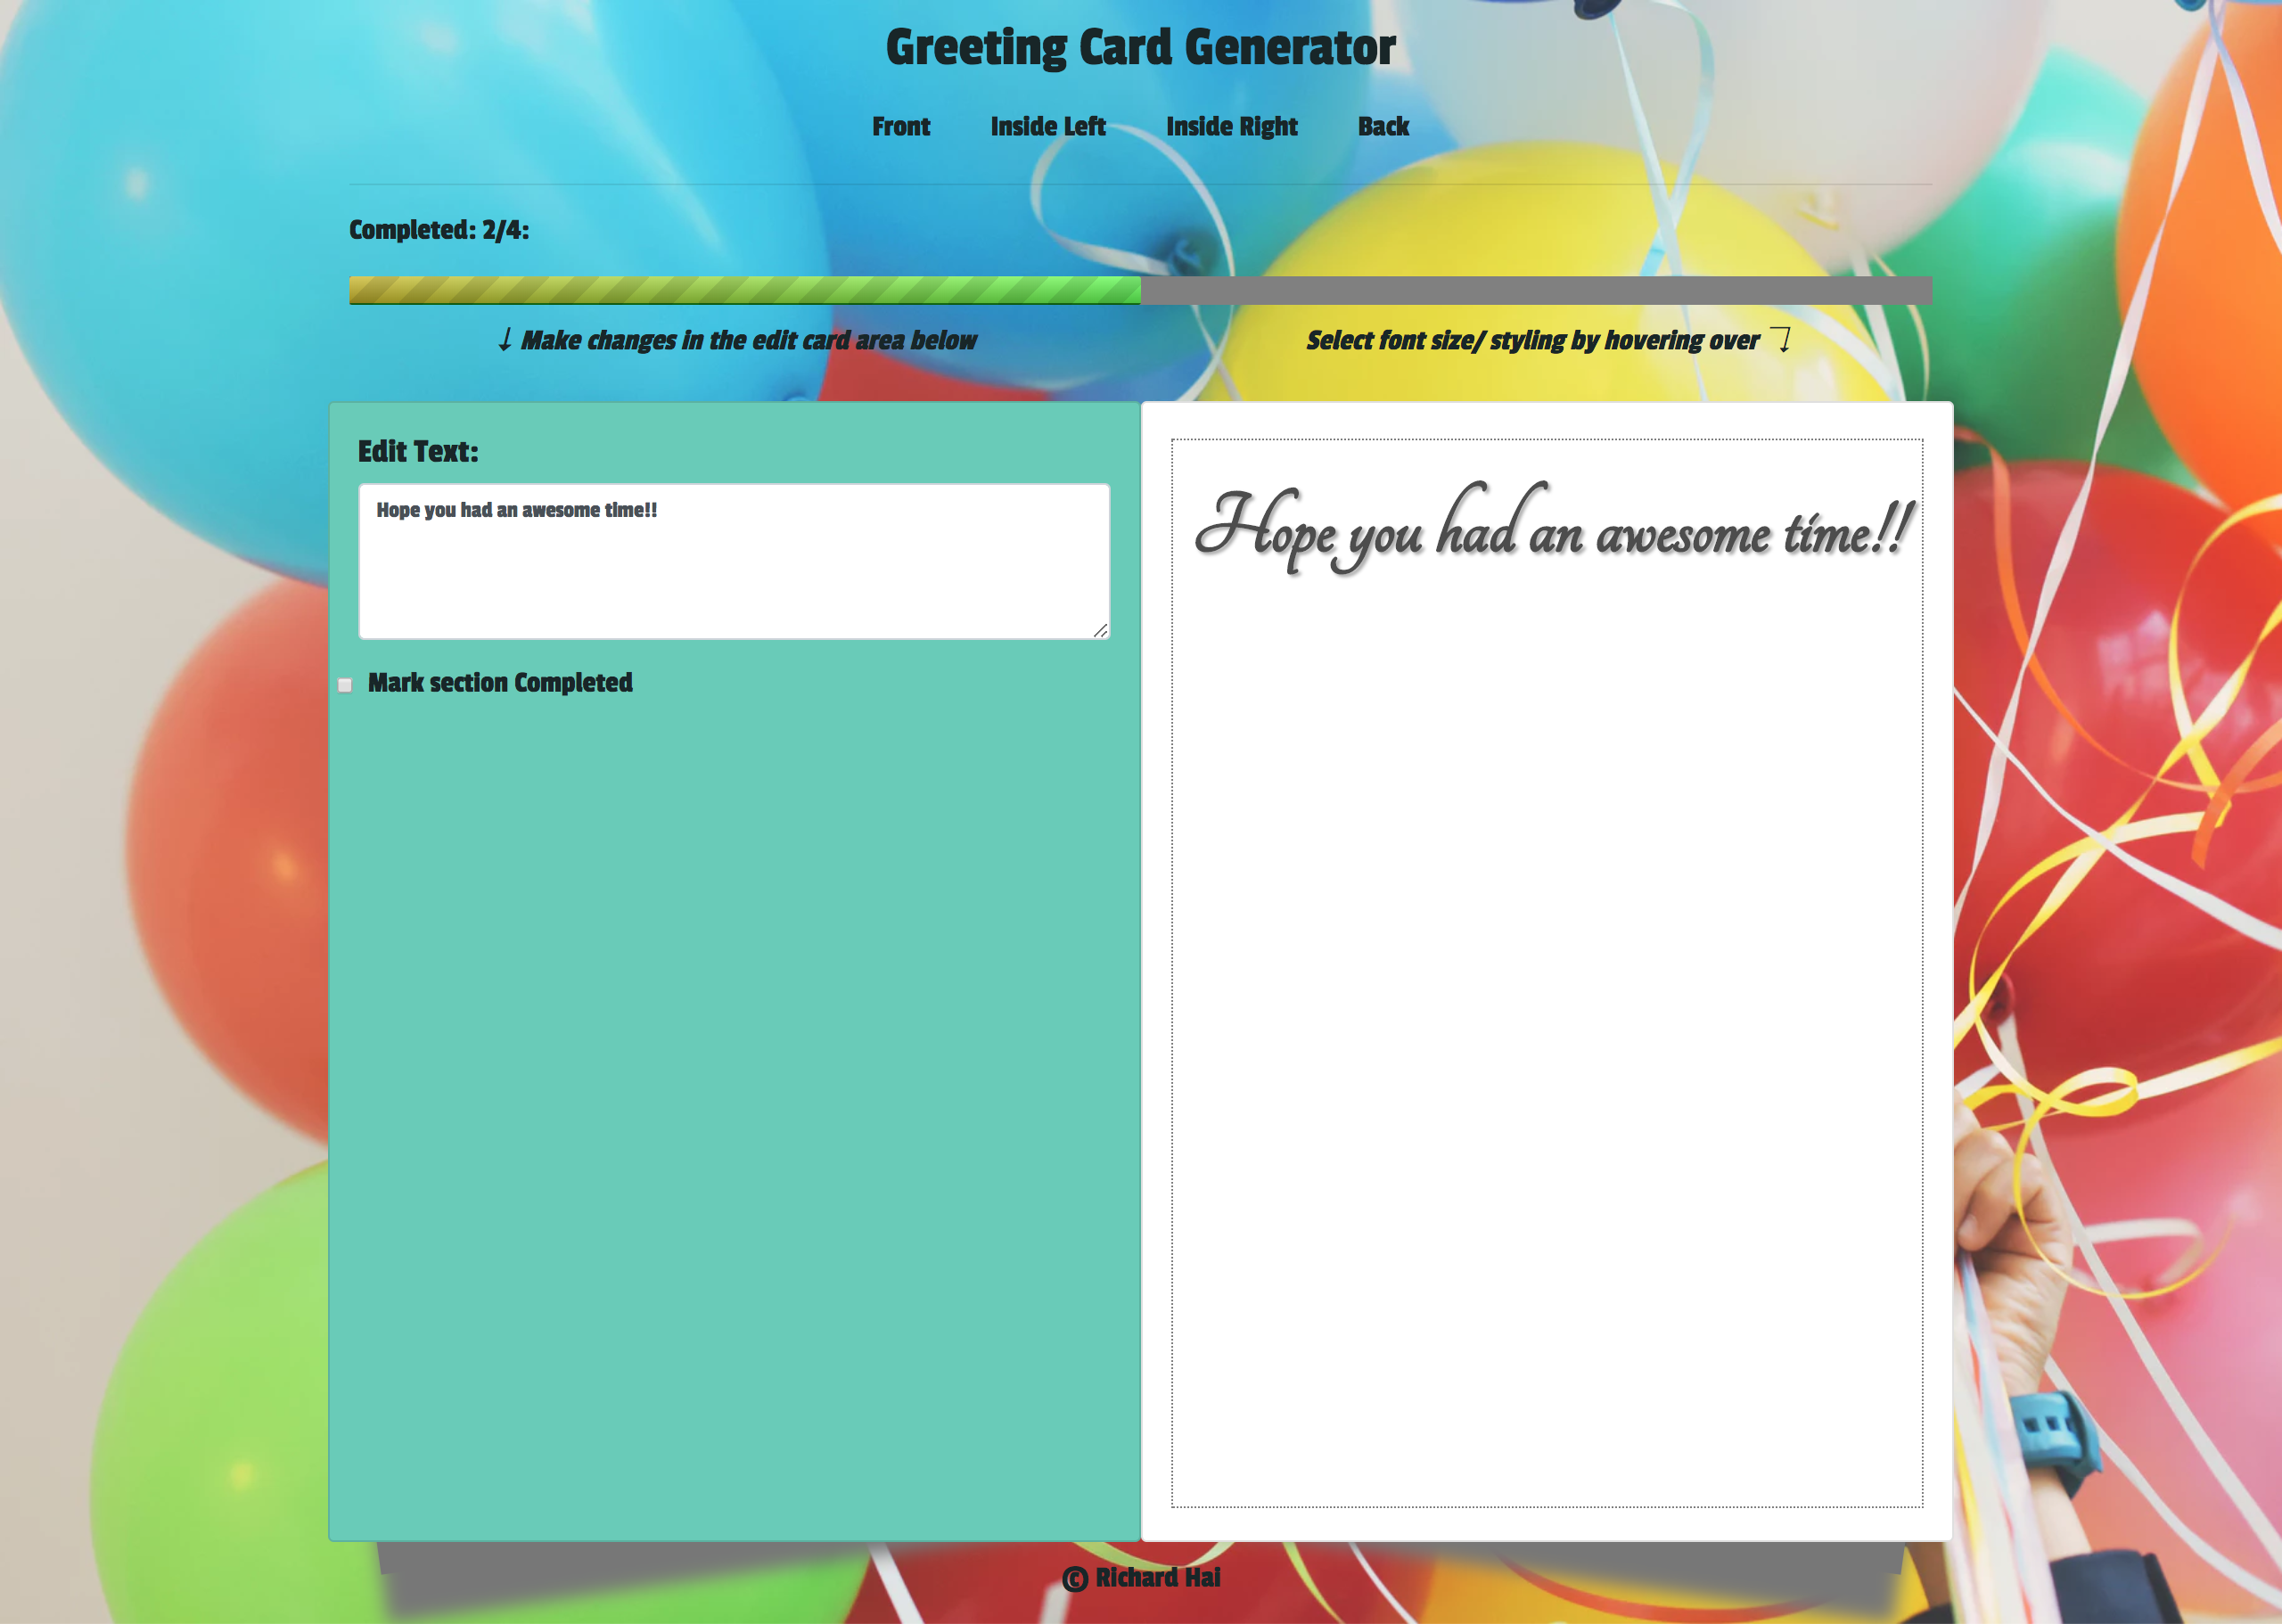 Greeting Card Generator
Front Inside Left Inside Right Back
Completed: 2/4:
↓ Make changes in the edit card area below
Select font size/ styling by hovering over ↴
Edit Text:
Hope you had an awesome time!!
Mark section Completed
Hope you had an awesome time!!
© Richard Hai